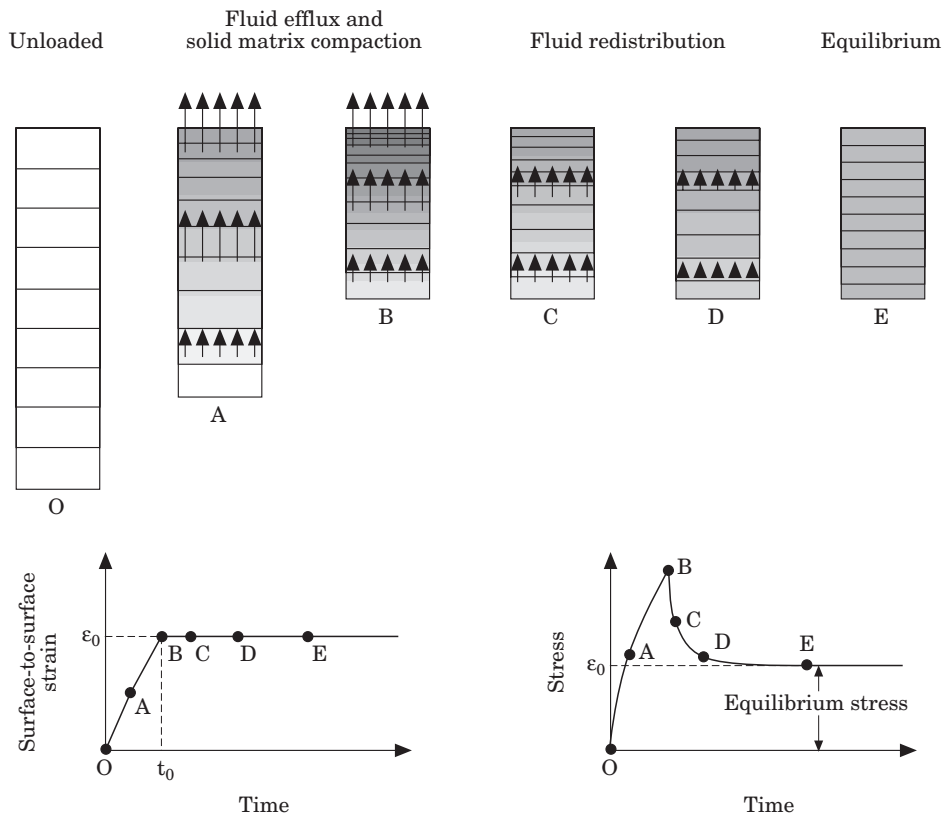 Unloaded
Fluid efflux and
solid matrix compaction
Fluid redistribution
Equilibrium
O
A
B
C
D
E
Surface-to-surface
strain
ε0
B
C
D
E
A
O
t0
Time
Stress
B
C
A
D
E
ε0
Equilibrium stress
O
Time